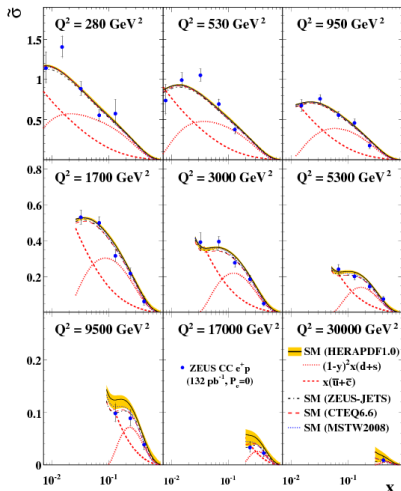 σ̃
Q² = 280 GeV² Q² = 530 GeV² Q² = 950 GeV²
1.5
1
0.5
0
Q² = 1700 GeV² Q² = 3000 GeV² Q² = 5300 GeV²
0.8
0.6
0.4
0.2
Q² = 9500 GeV² Q² = 17000 GeV² Q² = 30000 GeV²
0.2
0.1
0
ZEUS CC e⁺p
(132 pb⁻¹, Pₑ=0)
SM (HERAPDF1.0)
(1-y)²x(d+s)
x(u̅+c̅)
SM (ZEUS-JETS)
SM (CTEQ6.6)
SM (MSTW2008)
10⁻² 10⁻¹ 10⁻² 10⁻¹ 10⁻² 10⁻¹
x